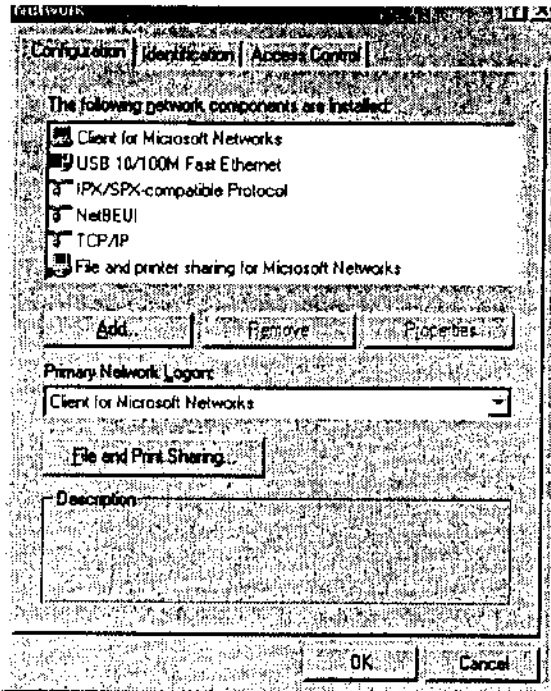 Network
Configuration Identification Access Control
The following network components are installed:
Client for Microsoft Networks
USB 10/100M Fast Ethernet
IPX/SPX-compatible Protocol
NetBEUI
TCP/IP
File and printer sharing for Microsoft Networks
Add... Remove Properties
Primary Network Logon:
Client for Microsoft Networks
File and Print Sharing...
Description
OK Cancel